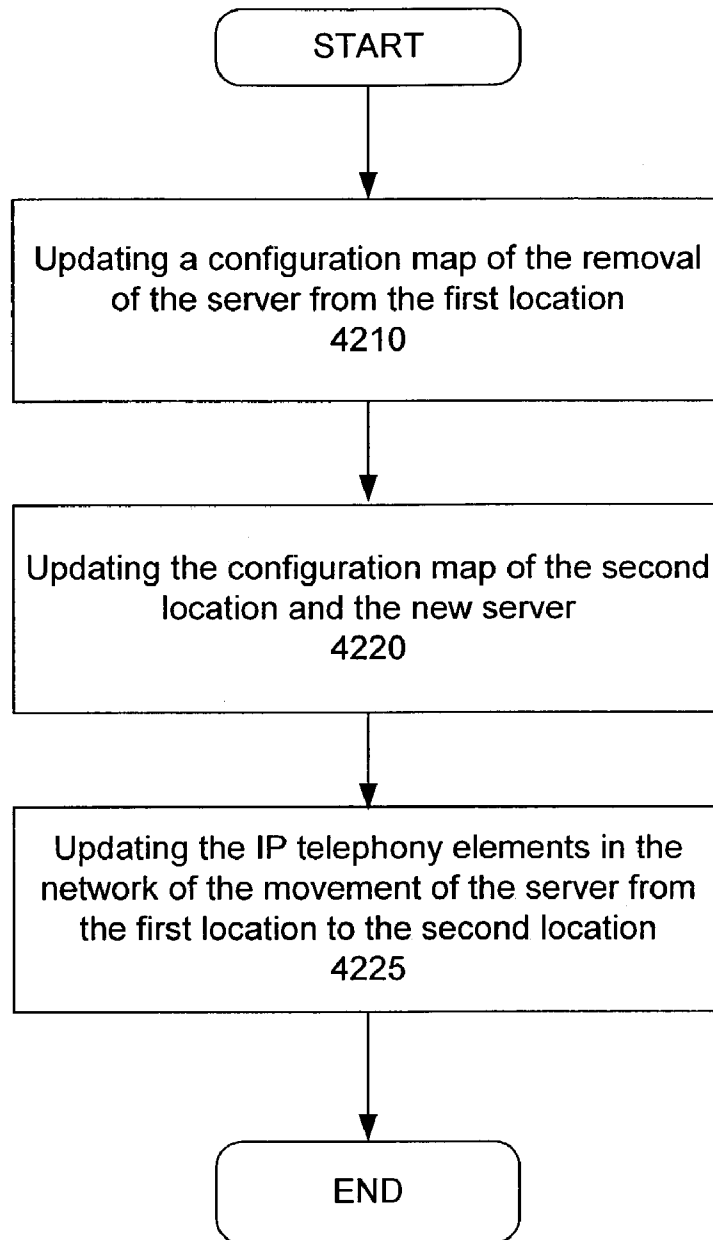 START
Updating a configuration map of the removal
of the server from the first location
4210
Updating the configuration map of the second
location and the new server
4220
Updating the IP telephony elements in the
network of the movement of the server from
the first location to the second location
4225
END